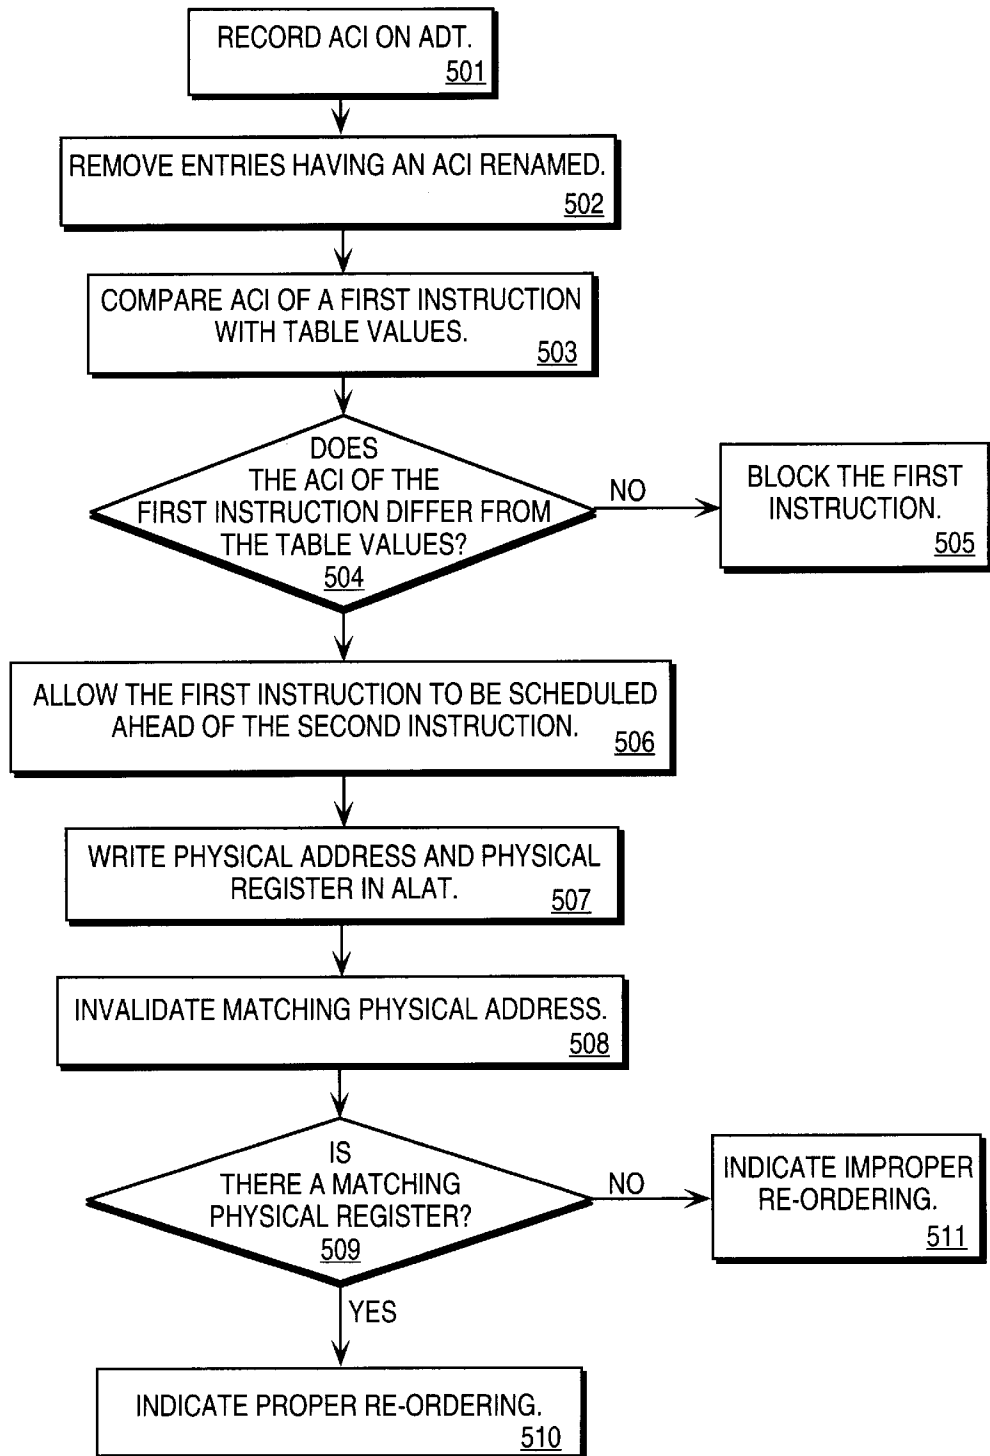 RECORD ACI ON ADT.
501
REMOVE ENTRIES HAVING AN ACI RENAMED.
502
COMPARE ACI OF A FIRST INSTRUCTION
WITH TABLE VALUES.
503
DOES
THE ACI OF THE
FIRST INSTRUCTION DIFFER FROM
THE TABLE VALUES?
504
NO
BLOCK THE FIRST
INSTRUCTION.
505
ALLOW THE FIRST INSTRUCTION TO BE SCHEDULED
AHEAD OF THE SECOND INSTRUCTION.
506
WRITE PHYSICAL ADDRESS AND PHYSICAL
REGISTER IN ALAT.
507
INVALIDATE MATCHING PHYSICAL ADDRESS.
508
IS
THERE A MATCHING
PHYSICAL REGISTER?
509
NO
INDICATE IMPROPER
RE-ORDERING.
511
YES
INDICATE PROPER RE-ORDERING.
510